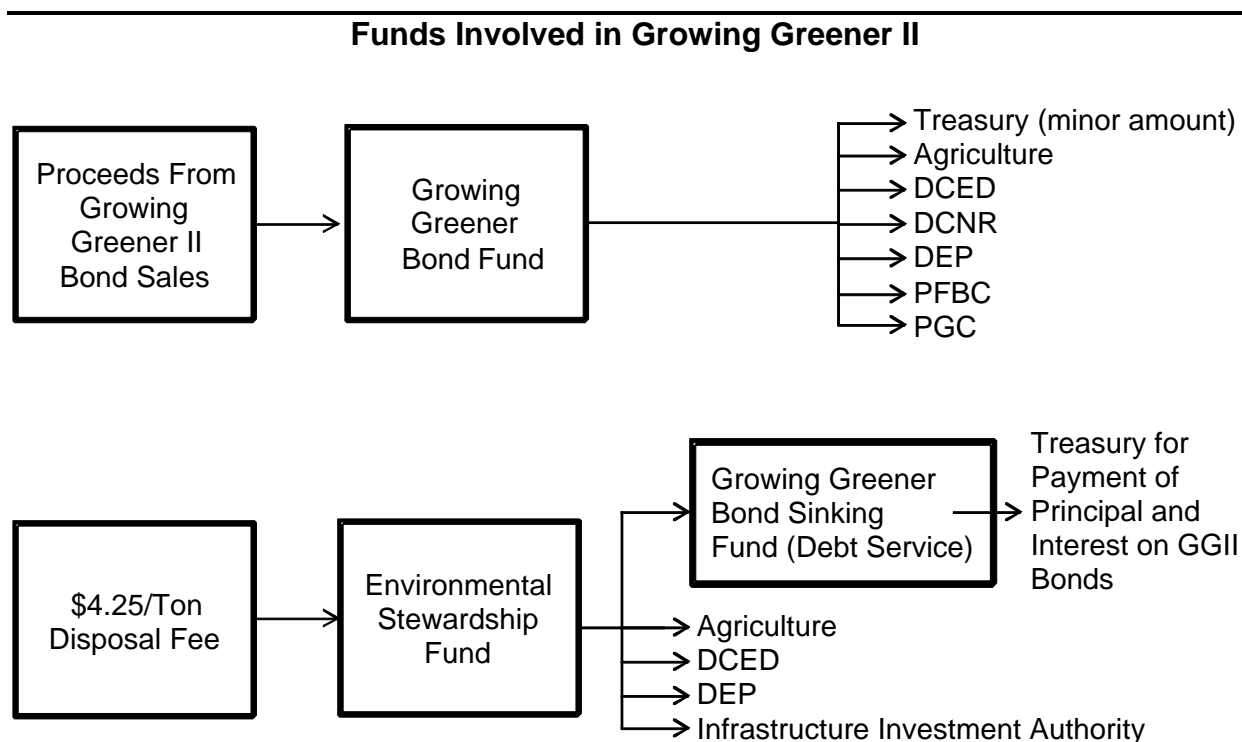 Funds Involved in Growing Greener II
Proceeds From
Growing
Greener II
Bond Sales
Growing
Greener
Bond Fund
Treasury (minor amount)
Agriculture
DCED
DCNR
DEP
PFBC
PGC
$4.25/Ton
Disposal Fee
Environmental
Stewardship
Fund
Growing Greener
Bond Sinking
Fund (Debt Service)
Treasury for
Payment of
Principal and
Interest on GGII
Bonds
Agriculture
DCED
DEP
Infrastructure Investment Authority